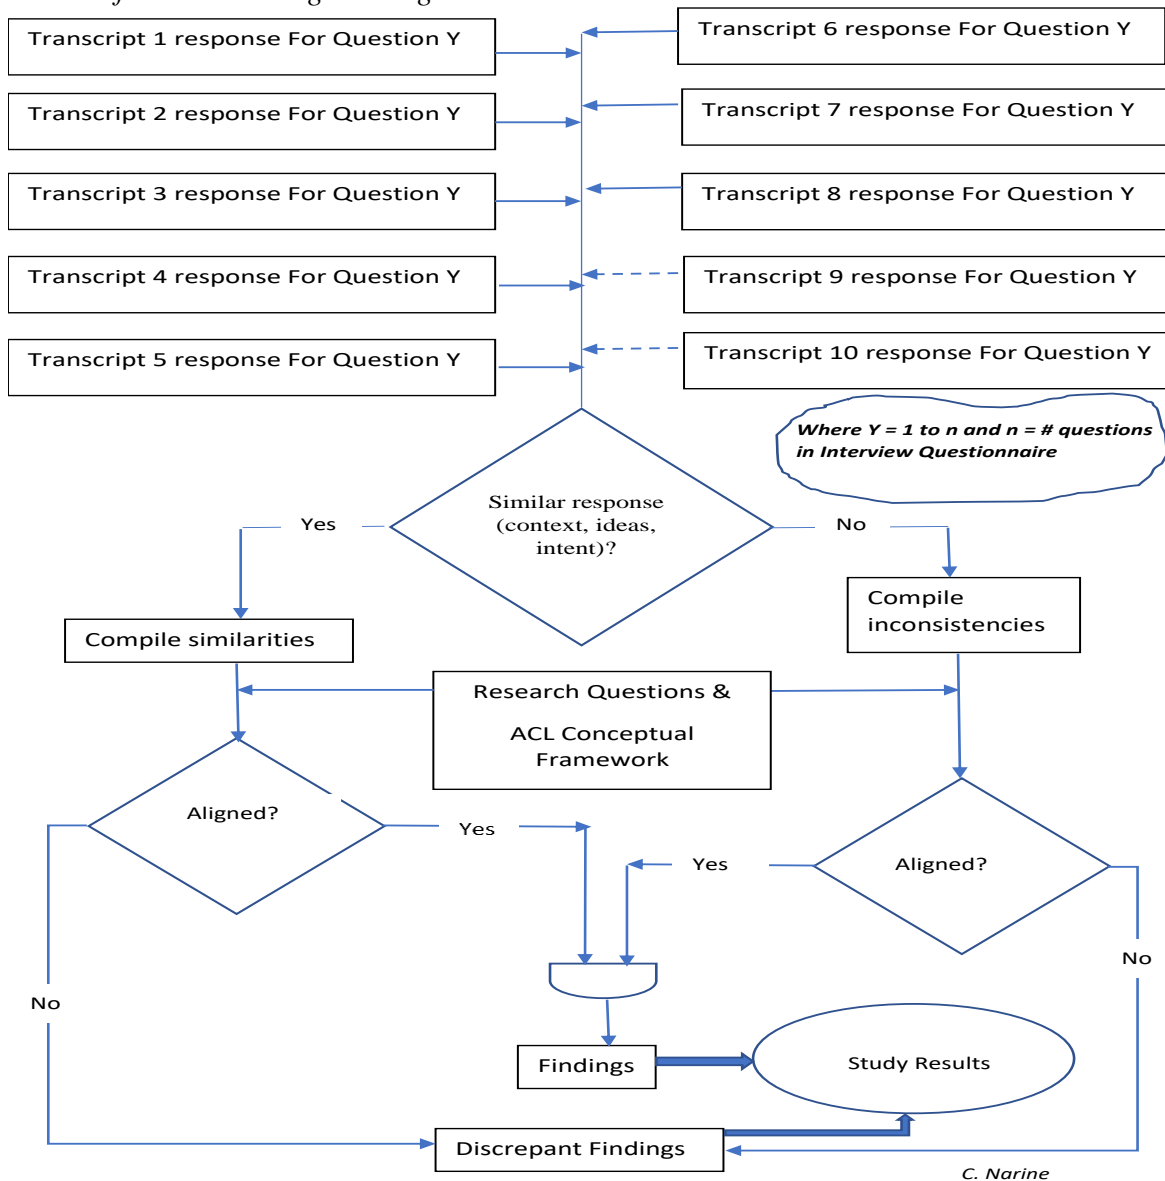 Transcript 1 response For Question Y
Transcript 6 response For Question Y
Transcript 2 response For Question Y
Transcript 7 response For Question Y
Transcript 3 response For Question Y
Transcript 8 response For Question Y
Transcript 4 response For Question Y
Transcript 9 response For Question Y
Transcript 5 response For Question Y
Transcript 10 response For Question Y
Where Y = 1 to n and n = # questions
in Interview Questionnaire
Similar response
(context, ideas,
intent)?
Yes
No
Compile similarities
Compile
inconsistencies
Research Questions &
ACL Conceptual
Framework
Aligned?
Yes
Yes
Aligned?
No
No
Findings
Study Results
Discrepant Findings
C. Narine